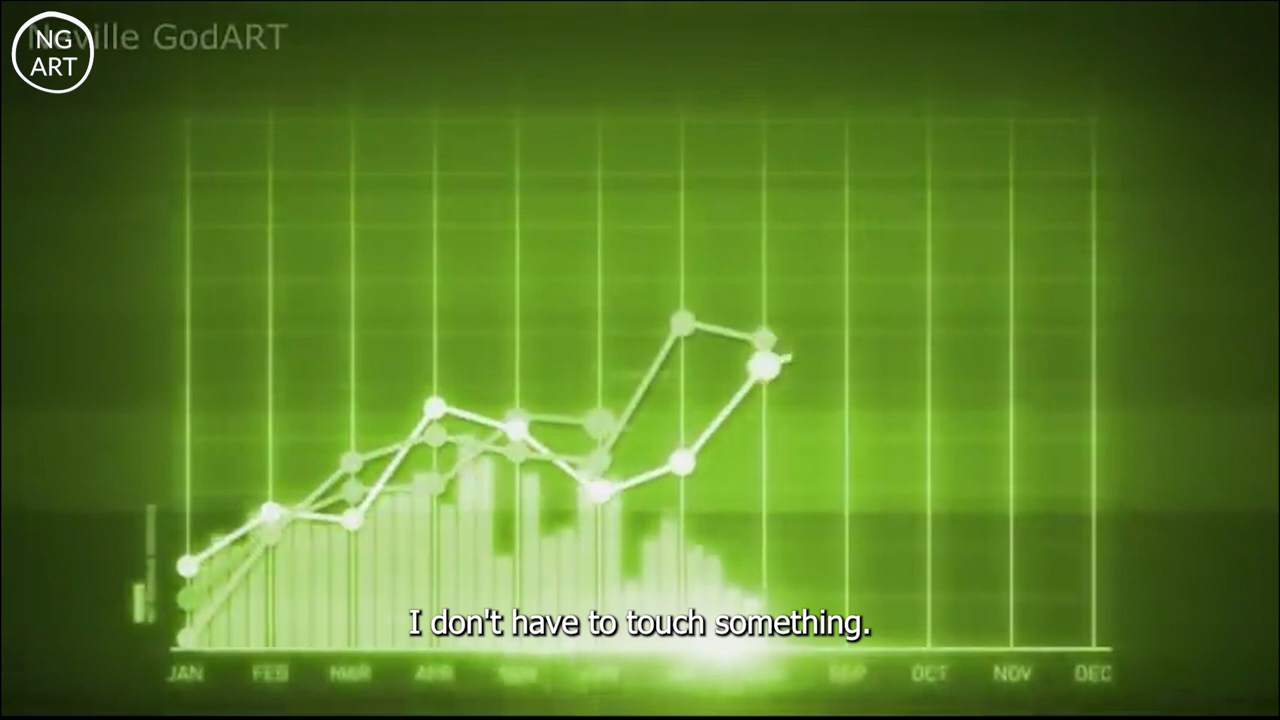 Neville GodART
NG
ART
I don't have to touch something.
JAN FEB MAR APR SEP OCT NOV DEC